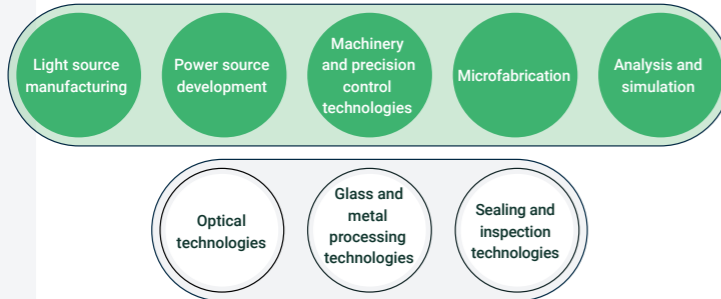 Light source
manufacturing
Power source
development
Machinery
and precision
control
technologies
Microfabrication
Analysis and
simulation
Optical
technologies
Glass and
metal
processing
technologies
Sealing and
inspection
technologies